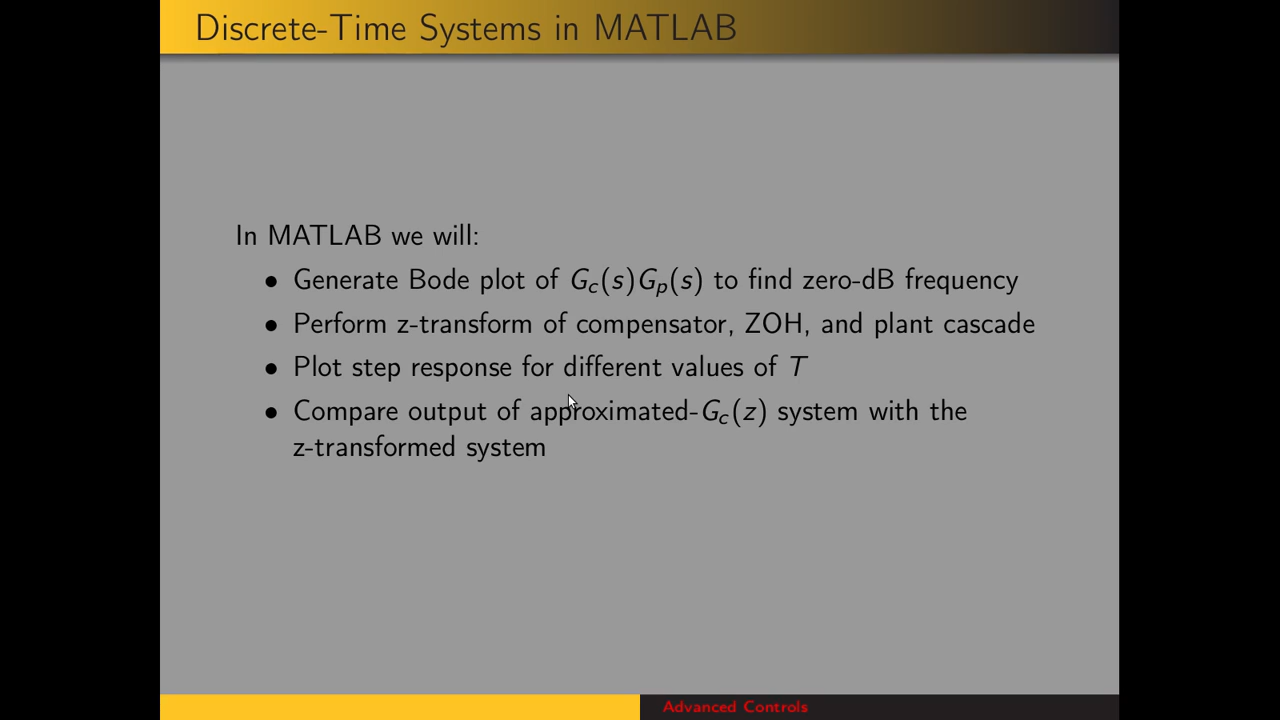 Discrete-Time Systems in MATLAB
In MATLAB we will:
• Generate Bode plot of G_c(s)G_p(s) to find zero-dB frequency
• Perform z-transform of compensator, ZOH, and plant cascade
• Plot step response for different values of T
• Compare output of approximated-G_c(z) system with the
z-transformed system
Advanced Controls